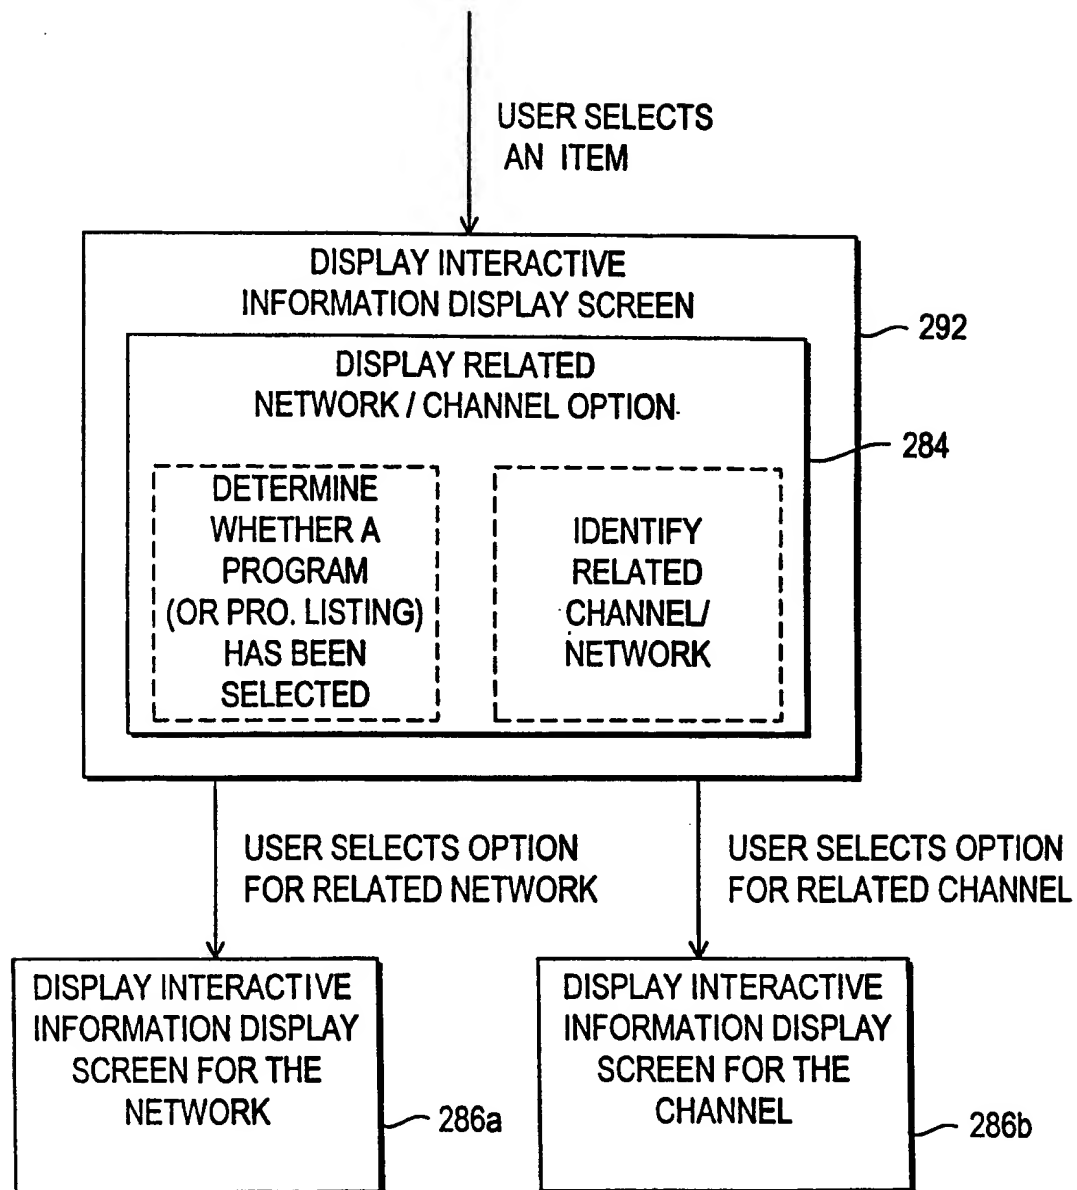 USER SELECTS
AN ITEM
DISPLAY INTERACTIVE
INFORMATION DISPLAY SCREEN
292
DISPLAY RELATED
NETWORK / CHANNEL OPTION
284
DETERMINE
WHETHER A
PROGRAM
(OR PRO. LISTING)
HAS BEEN
SELECTED
IDENTIFY
RELATED
CHANNEL/
NETWORK
USER SELECTS OPTION
FOR RELATED NETWORK
USER SELECTS OPTION
FOR RELATED CHANNEL
DISPLAY INTERACTIVE
INFORMATION DISPLAY
SCREEN FOR THE
NETWORK
286a
DISPLAY INTERACTIVE
INFORMATION DISPLAY
SCREEN FOR THE
CHANNEL
286b